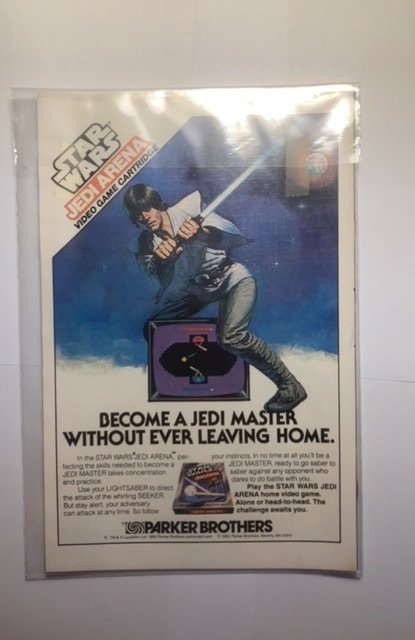 STAR
WARS
JEDI ARENA
VIDEO GAME CARTRIDGE
BECOME A JEDI MASTER
WITHOUT EVER LEAVING HOME.
In the STAR WARS JEDI ARENA™ per-
fecting the skills needed to become a
JEDI MASTER takes concentration
and practice
Use your LIGHTSABER to direct
the attack of the whirling SEEKER.
But stay alert, your adversary
can attack at any time. So follow
your instincts. In no time at all you'll be a
JEDI MASTER, ready to go saber to
saber against any opponent who
dares to do battle with you.
Play the STAR WARS JEDI
ARENA home video game.
Alone or head-to-head. The
challenge awaits you.
STAR
WARS
PARKER BROTHERS